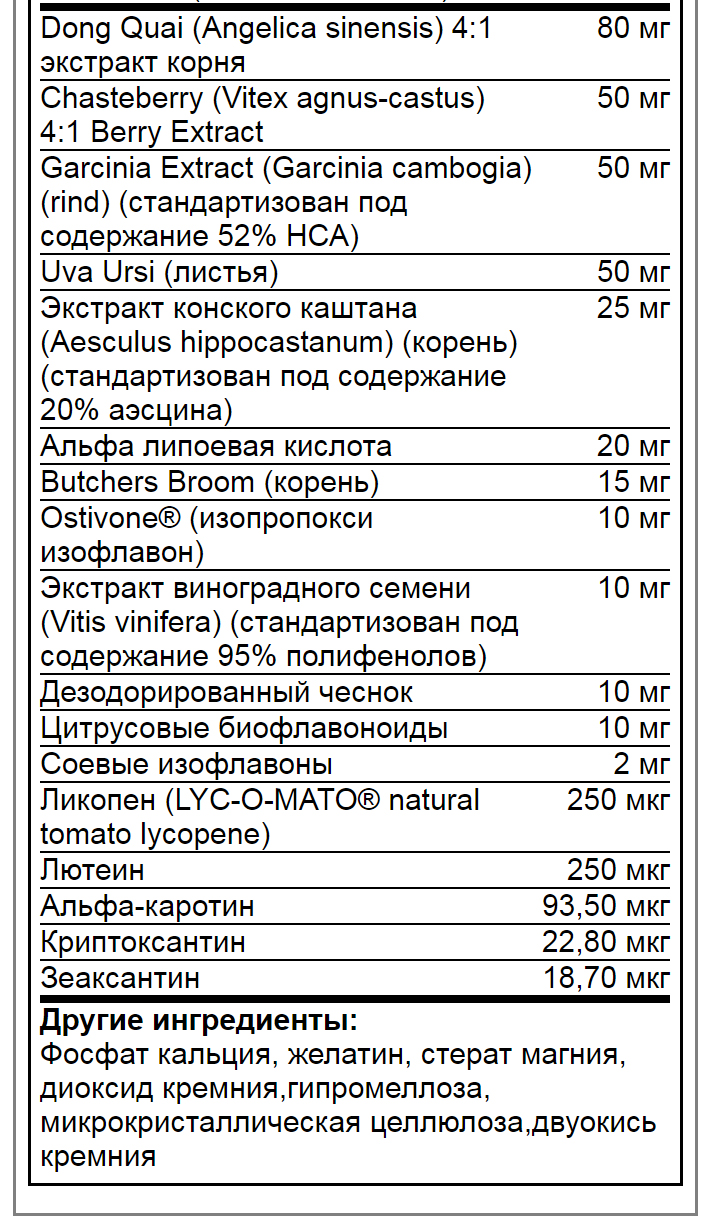 Dong Quai (Angelica sinensis) 4:1 80 мг
экстракт корня
Chasteberry (Vitex agnus-castus) 50 мг
4:1 Berry Extract
Garcinia Extract (Garcinia cambogia) 50 мг
(rind) (стандартизован под
содержание 52% HCA)
Uva Ursi (листья) 50 мг
Экстракт конского каштана 25 мг
(Aesculus hippocastanum) (корень)
(стандартизован под содержание
20% аэсцина)
Альфа липоевая кислота 20 мг
Butchers Broom (корень) 15 мг
Ostivone® (изопропокси 10 мг
изофлавон)
Экстракт виноградного семени 10 мг
(Vitis vinifera) (стандартизован под
содержание 95% полифенолов)
Дезодорированный чеснок 10 мг
Цитрусовые биофлавоноиды 10 мг
Соевые изофлавоны 2 мг
Ликопен (LYC-O-MATO® natural 250 мкг
tomato lycopene)
Лютеин 250 мкг
Альфа-каротин 93,50 мкг
Криптоксантин 22,80 мкг
Зеаксантин 18,70 мкг
Другие ингредиенты:
Фосфат кальция, желатин, стерат магния,
диоксид кремния,гипромеллоза,
микрокристаллическая целлюлоза,двуокись
кремния